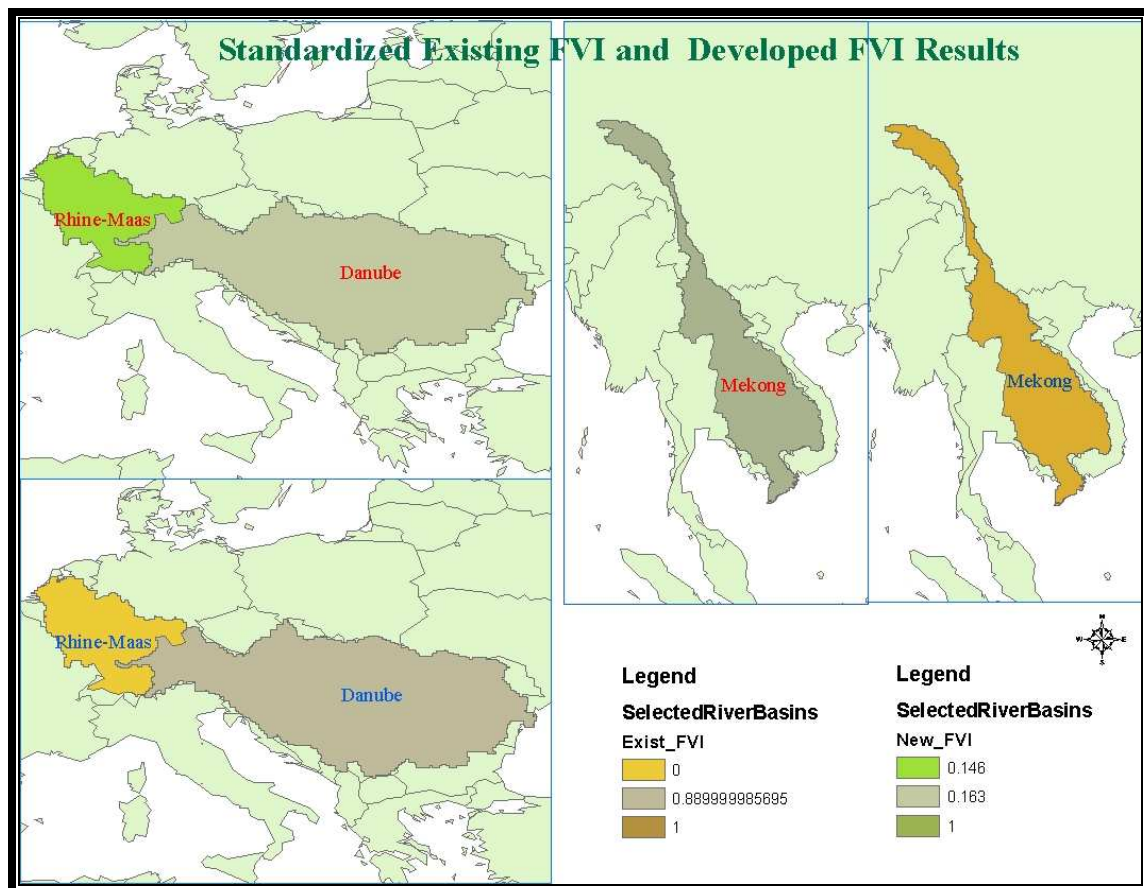 Standardized Existing FVI and Developed FVI Results
Rhine-Maas
Danube
Mekong
Mekong
Rhine-Maas
Danube
N
W
E
S
Legend
SelectedRiverBasins
Exist_FVI
0
0.889999985695
1
Legend
SelectedRiverBasins
New_FVI
0.146
0.163
1